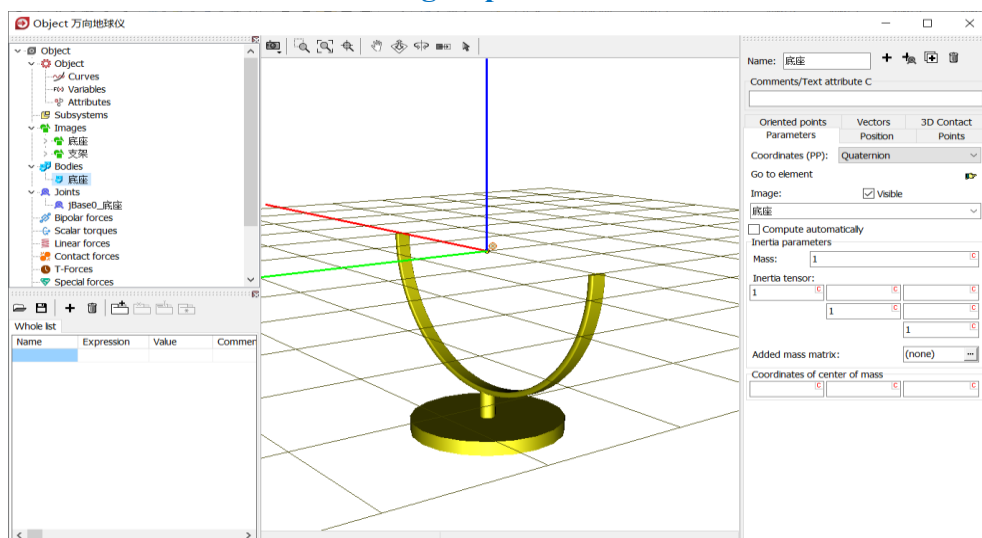 Object 万向地球仪
Object
Object
Curves
f(x) Variables
Attributes
Subsystems
Images
底座
支架
Bodies
底座
Joints
jBase0_底座
Bipolar forces
Scalar torques
Linear forces
Contact forces
T-Forces
Special forces
Whole list
Name Expression Value Commer
Name: 底座
Comments/Text attribute C
Oriented points Vectors 3D Contact
Parameters Position Points
Coordinates (PP): Quaternion
Go to element
Image: Visible
底座
Compute automatically
Inertia parameters
Mass: 1 C
Inertia tensor:
1 C C C
1 C C
1 C
Added mass matrix: (none) ...
Coordinates of center of mass
C C C